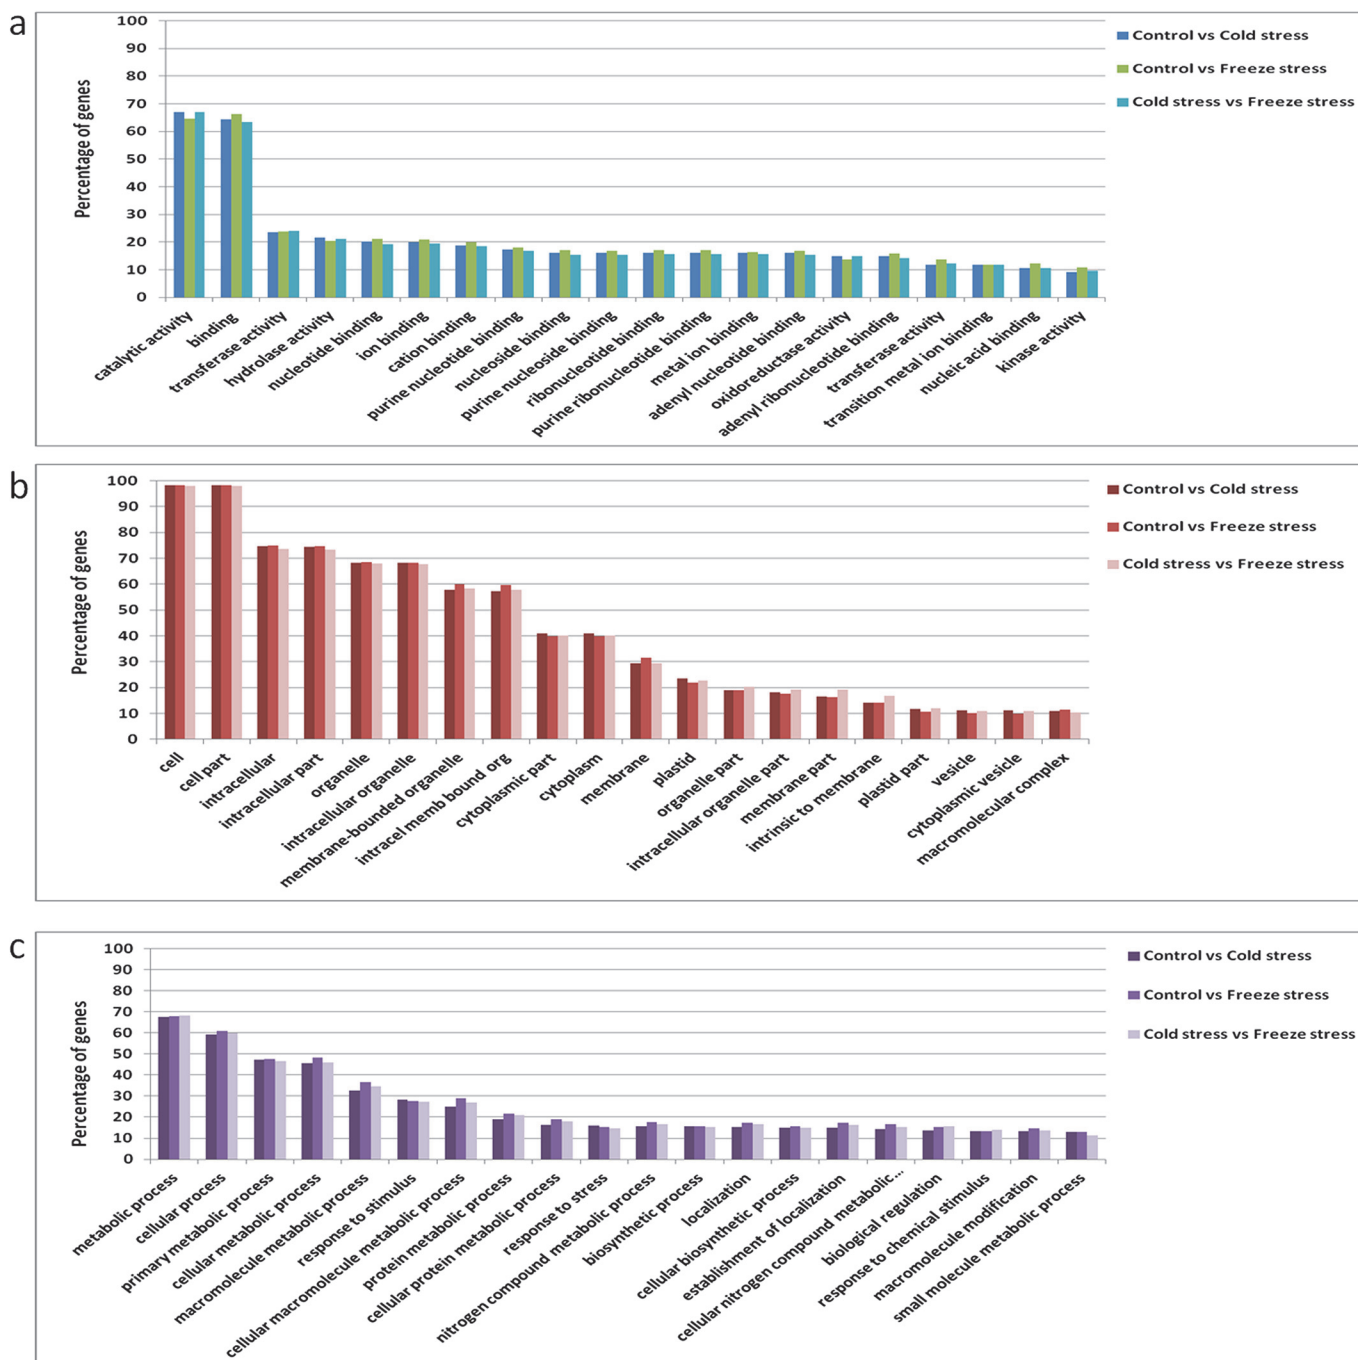 a
Percentage of genes
100
90
80
70
60
50
40
30
20
10
0
catalytic activity
binding
transferase activity
hydrolase activity
nucleotide binding
ion binding
cation binding
purine nucleotide binding
nucleoside binding
purine nucleoside binding
ribonucleotide binding
purine ribonucleotide binding
metal ion binding
adenyl nucleotide binding
oxidoreductase activity
adenyl ribonucleotide binding
transferase activity
transition metal ion binding
nucleic acid binding
kinase activity
Control vs Cold stress
Control vs Freeze stress
Cold stress vs Freeze stress
b
Percentage of genes
100
90
80
70
60
50
40
30
20
10
0
cell
cell part
intracellular
intracellular part
organelle
intracellular organelle
membrane-bounded organelle
intracel memb bound org
cytoplasmic part
cytoplasm
membrane
plastid
organelle part
intracellular organelle part
membrane part
intrinsic to membrane
plastid part
vesicle
cytoplasmic vesicle
macromolecular complex
Control vs Cold stress
Control vs Freeze stress
Cold stress vs Freeze stress
c
Percentage of genes
100
90
80
70
60
50
40
30
20
10
0
metabolic process
cellular process
primary metabolic process
cellular metabolic process
macromolecule metabolic process
response to stimulus
cellular macromolecule metabolic process
protein metabolic process
cellular protein metabolic process
response to stress
nitrogen compound metabolic process
biosynthetic process
localization
cellular biosynthetic process
establishment of localization
cellular nitrogen compound metabolic...
biological regulation
response to chemical stimulus
macromolecule modification
small molecule metabolic process
Control vs Cold stress
Control vs Freeze stress
Cold stress vs Freeze stress